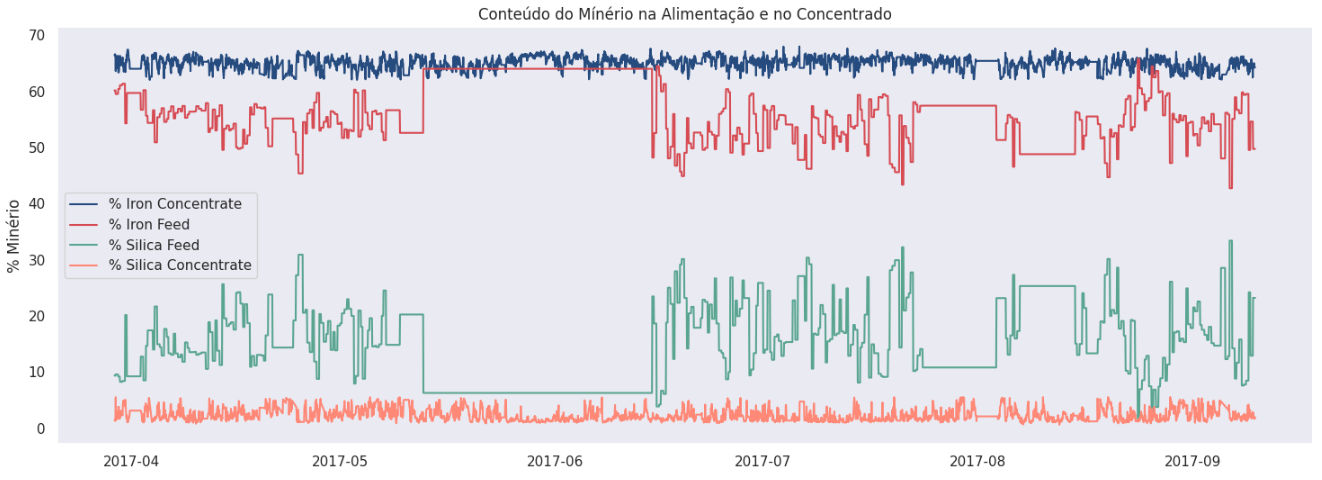 Conteúdo do Mínério na Alimentação e no Concentrado
% Minério
70
60
50
40
30
20
10
0
% Iron Concentrate
% Iron Feed
% Silica Feed
% Silica Concentrate
2017-04
2017-05
2017-06
2017-07
2017-08
2017-09